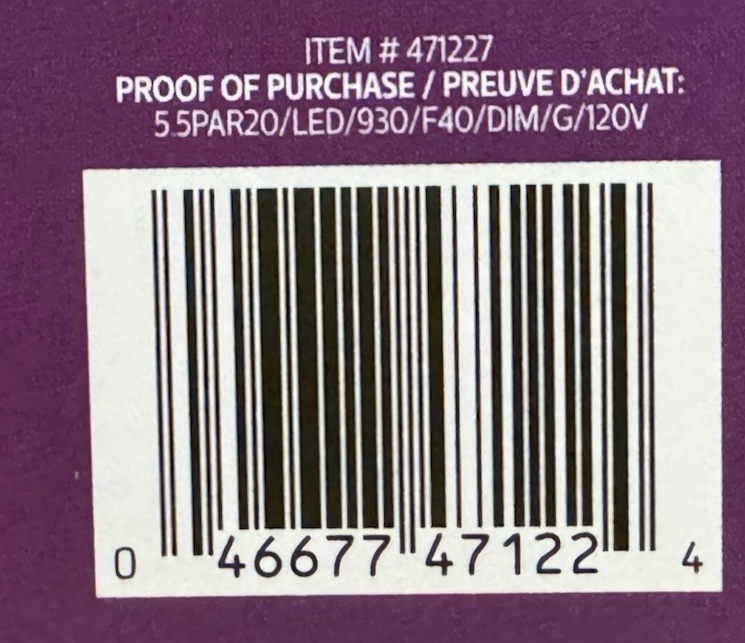 ITEM # 471227
PROOF OF PURCHASE / PREUVE D'ACHAT:
5.5PAR20/LED/930/F40/DIM/G/120V
0 46677 47122 4